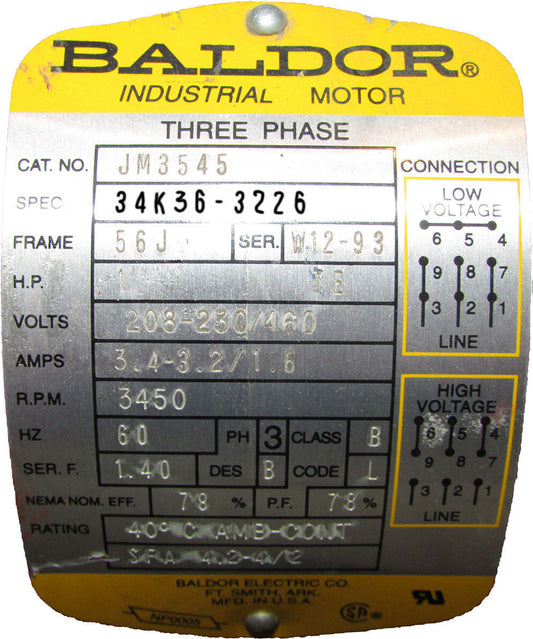 BALDOR®
INDUSTRIAL MOTOR
THREE PHASE
CAT. NO. JM3545
SPEC. 34K36-3226
FRAME 56J SER. W12-93
H.P. 1 TE
VOLTS 208-230/460
AMPS 3.4-3.2/1.6
R.P.M. 3450
HZ 60 PH 3 CLASS B
SER. F. 1.40 DES B CODE L
NEMA NOM. EFF. 78 % P.F. 78%
RATING 40°C AMB-CONT
CONNECTION
LOW
VOLTAGE
6 5 4
9 8 7
3 2 1
LINE
HIGH
VOLTAGE
6 5 4
9 8 7
3 2 1
LINE
BALDOR ELECTRIC CO.
FT. SMITH, ARK.
MFD. IN U.S.A.
NP0005